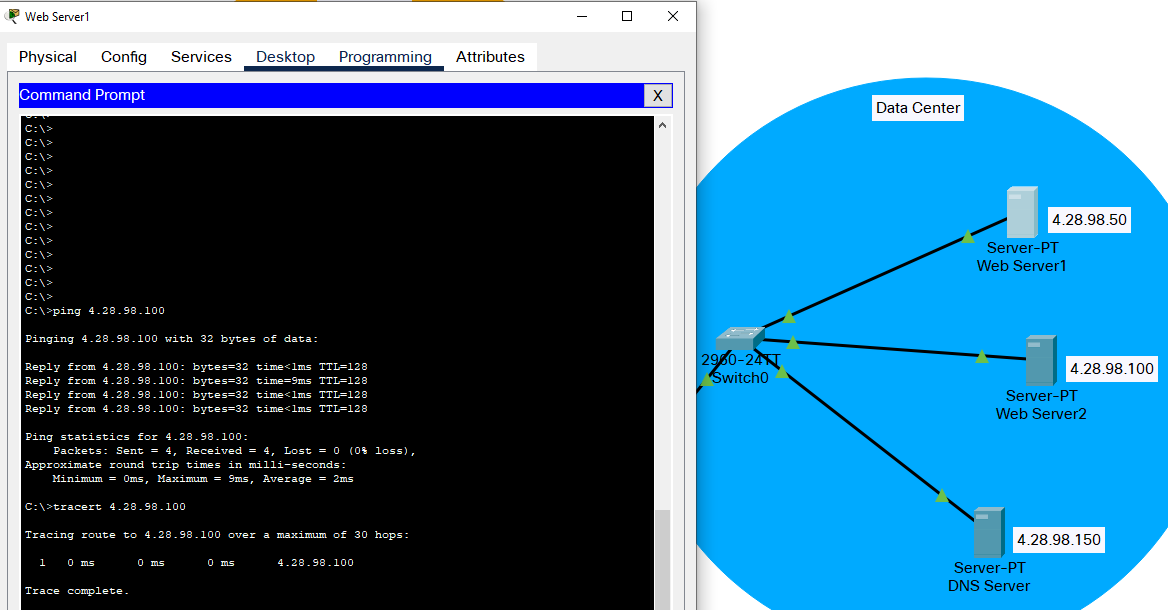 Web Server1
Physical Config Services Desktop Programming Attributes
Command Prompt
X
C:\>
C:\>
C:\>
C:\>
C:\>
C:\>
C:\>
C:\>
C:\>
C:\>
C:\>
C:\>
C:\>
C:\>ping 4.28.98.100
Pinging 4.28.98.100 with 32 bytes of data:
Reply from 4.28.98.100: bytes=32 time<1ms TTL=128
Reply from 4.28.98.100: bytes=32 time=9ms TTL=128
Reply from 4.28.98.100: bytes=32 time<1ms TTL=128
Reply from 4.28.98.100: bytes=32 time<1ms TTL=128
Ping statistics for 4.28.98.100:
Packets: Sent = 4, Received = 4, Lost = 0 (0% loss),
Approximate round trip times in milli-seconds:
Minimum = 0ms, Maximum = 9ms, Average = 2ms
C:\>tracert 4.28.98.100
Tracing route to 4.28.98.100 over a maximum of 30 hops:
1 0 ms 0 ms 0 ms 4.28.98.100
Trace complete.
Data Center
4.28.98.50
Server-PT
Web Server1
2960-24TT
Switch0
4.28.98.100
Server-PT
Web Server2
4.28.98.150
Server-PT
DNS Server